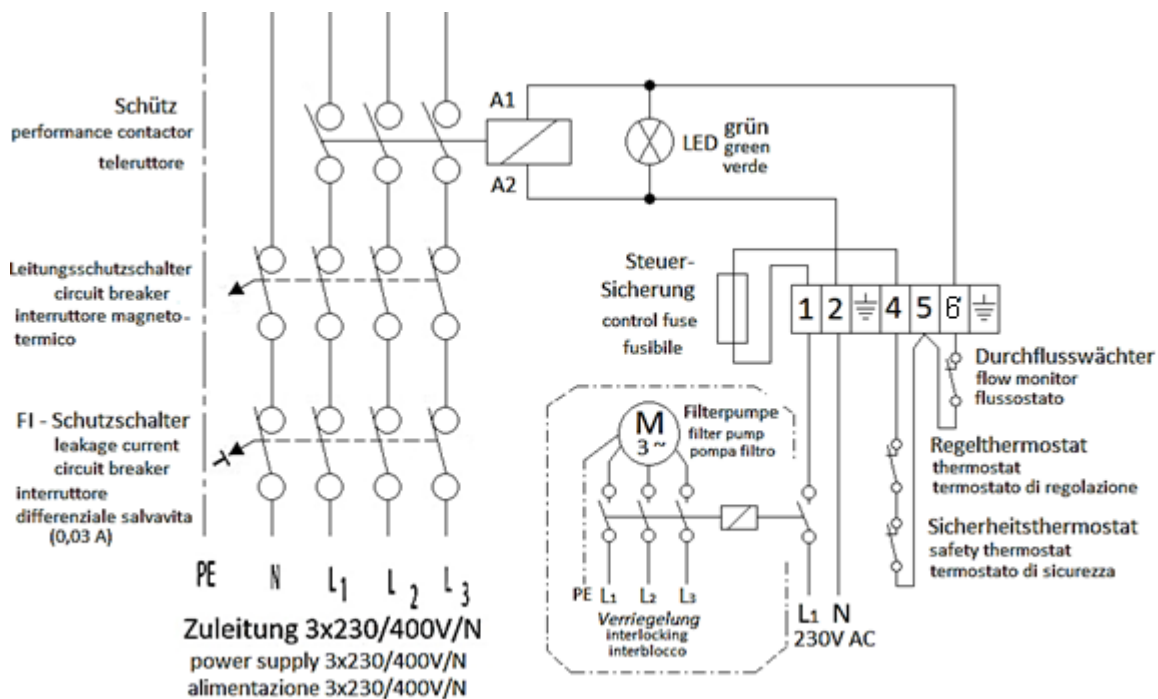 Schütz
performance contactor
teleruttore
A1
A2
LED
grün
green
verde
Leitungsschutzschalter
circuit breaker
interruttore magneto-
termico
Steuer-
Sicherung
control fuse
fusibile
1 2 4 5 6
Durchflusswächter
flow monitor
flussostato
FI - Schutzschalter
leakage current
circuit breaker
interruttore
differenziale salvavita
(0,03 A)
M
3 ~
Filterpumpe
filter pump
pompa filtro
Regelthermostat
thermostat
termostato di regolazione
Sicherheitsthermostat
safety thermostat
termostato di sicurezza
PE N L1 L2 L3
PE L1 L2 L3
Verriegelung
interlocking
interblocco
L1 N
230V AC
Zuleitung 3x230/400V/N
power supply 3x230/400V/N
alimentazione 3x230/400V/N